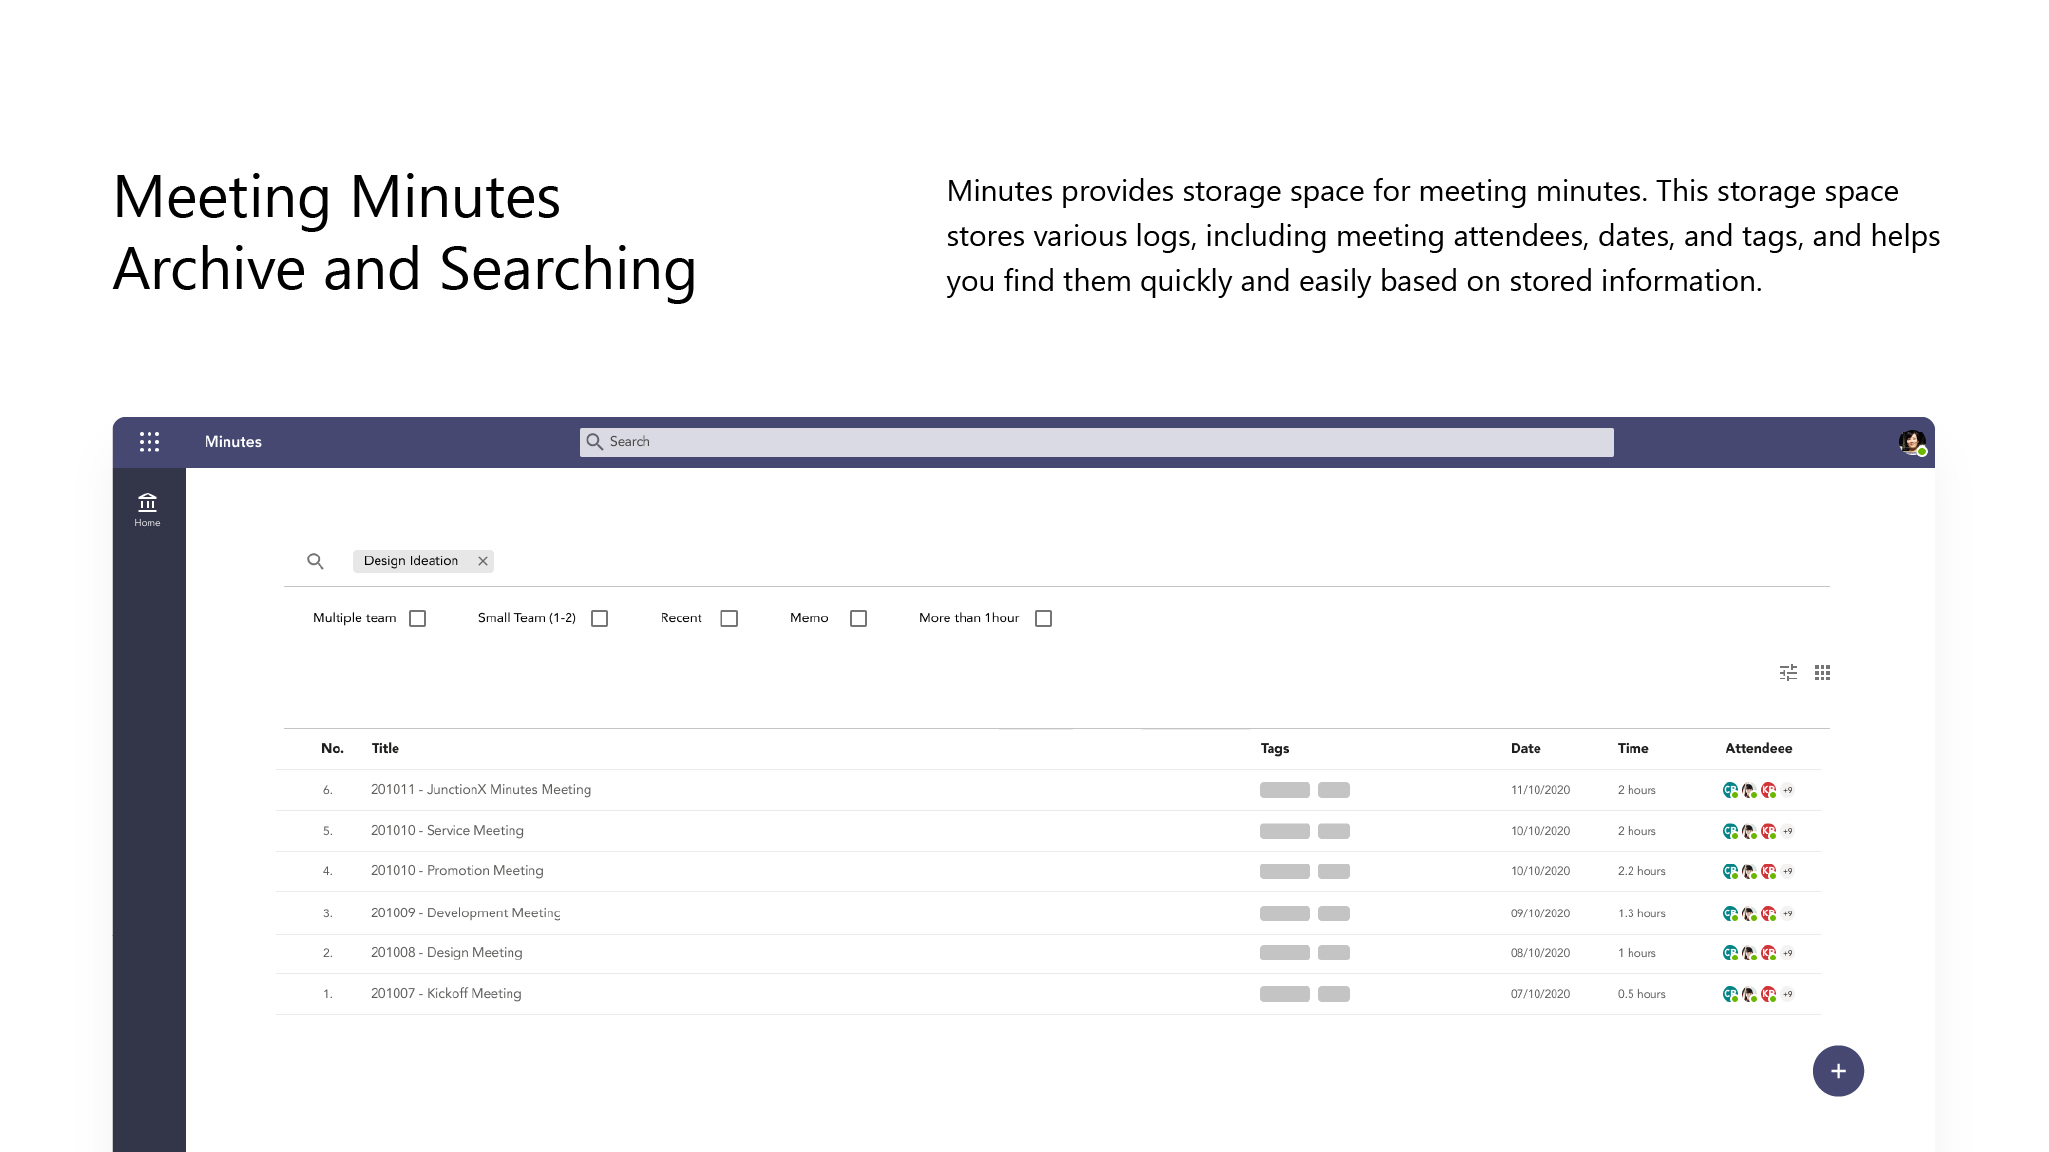 Meeting Minutes
Archive and Searching
Minutes provides storage space for meeting minutes. This storage space
stores various logs, including meeting attendees, dates, and tags, and helps
you find them quickly and easily based on stored information.
Minutes
Search
Home
Design Ideation
Multiple team
Small Team (1-2)
Recent
Memo
More than 1hour
No. Title Tags Date Time Attendeee
6. 201011 - JunctionX Minutes Meeting 11/10/2020 2 hours +9
5. 201010 - Service Meeting 10/10/2020 2 hours +9
4. 201010 - Promotion Meeting 10/10/2020 2.2 hours +9
3. 201009 - Development Meeting 09/10/2020 1.3 hours +9
2. 201008 - Design Meeting 08/10/2020 1 hours +9
1. 201007 - Kickoff Meeting 07/10/2020 0.5 hours +9